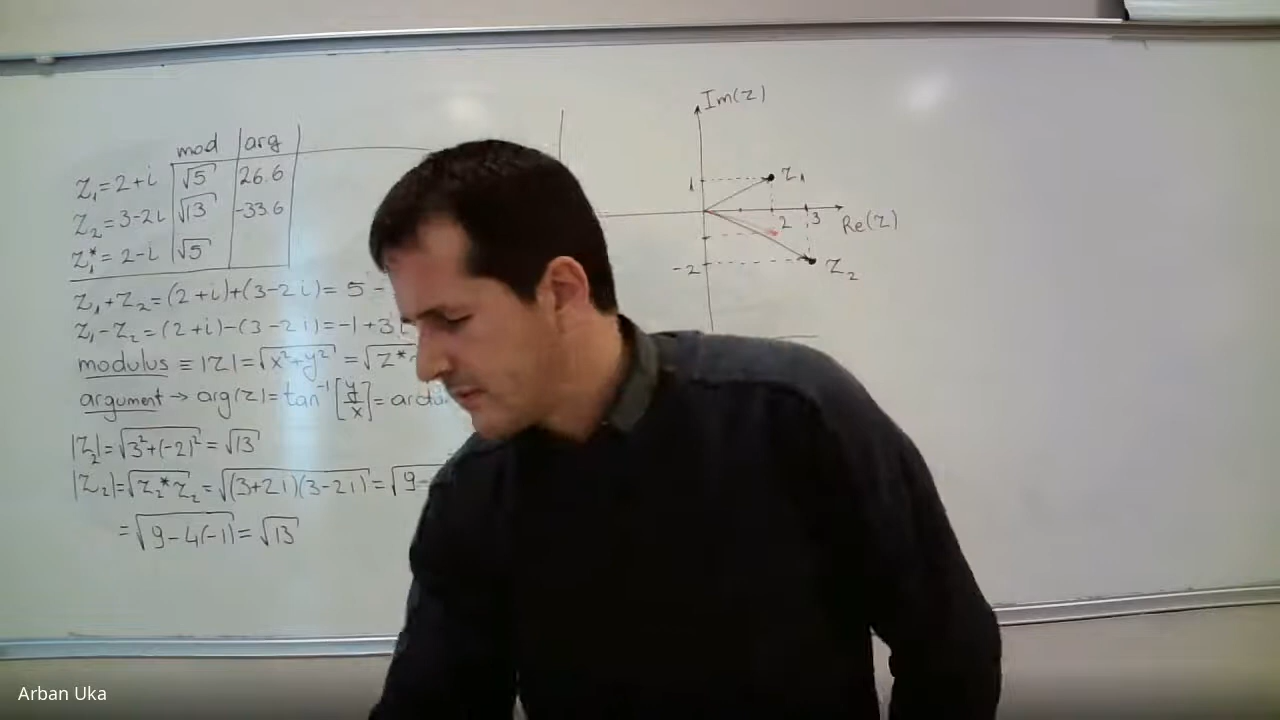 mod arg
Z₁=2+i √5 26.6
Z₂=3-2i √13 -33.6
Z₁*=2-i √5
Z₁+Z₂=(2+i)+(3-2i)=5-
Z₁-Z₂=(2+i)-(3-2i)=-1+3i
modulus ≡ |Z|=√(x²+y²)=√(Z*
argument → arg(z)=tan⁻¹[y/x]=arcta
|Z₂|=√(3²+(-2)²)=√13
|Z₂|=√(Z₂*Z₂)=√((3+2i)(3-2i))=√(9-
=√(9-4(-1))=√13
Im(z)
1 Z₁
2 3 Re(z)
-2 Z₂
Arban Uka